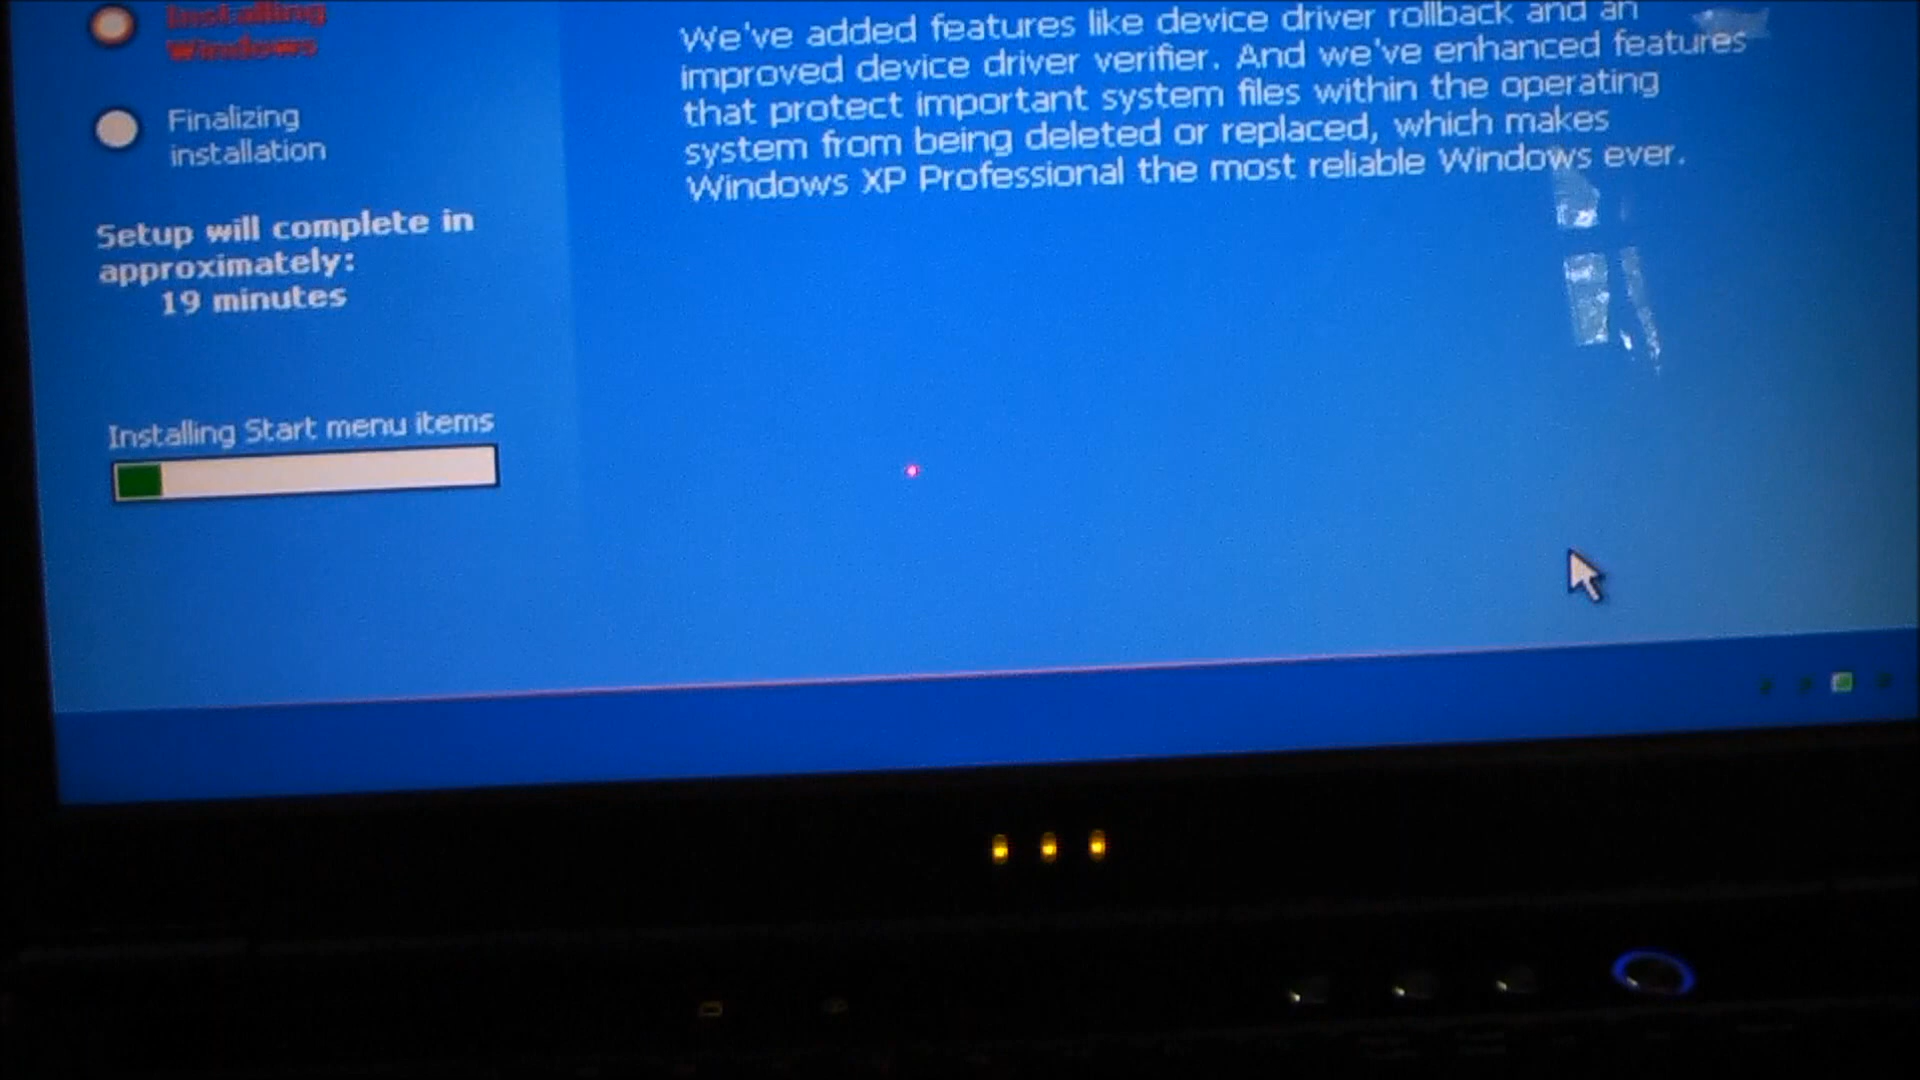 Installing
Windows
Finalizing
installation
Setup will complete in
approximately:
19 minutes
Installing Start menu items
We've added features like device driver rollback and an
improved device driver verifier. And we've enhanced features
that protect important system files within the operating
system from being deleted or replaced, which makes
Windows XP Professional the most reliable Windows ever.